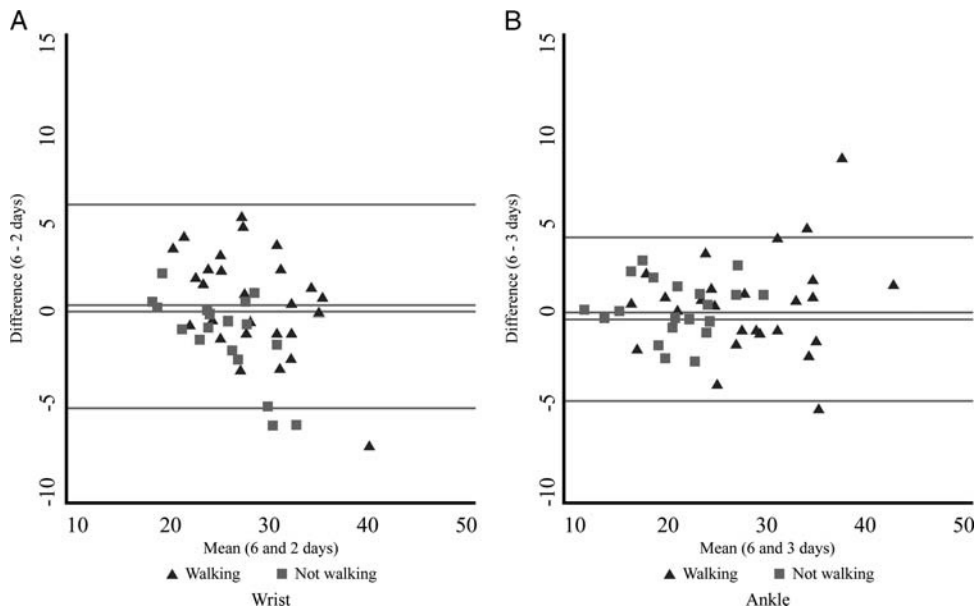 A
15
10
5
0
-5
-10
Difference (6 - 2 days)
10 20 30 40 50
Mean (6 and 2 days)
Walking Not walking
Wrist
B
15
10
5
0
-5
-10
Difference (6 - 3 days)
10 20 30 40 50
Mean (6 and 3 days)
Walking Not walking
Ankle